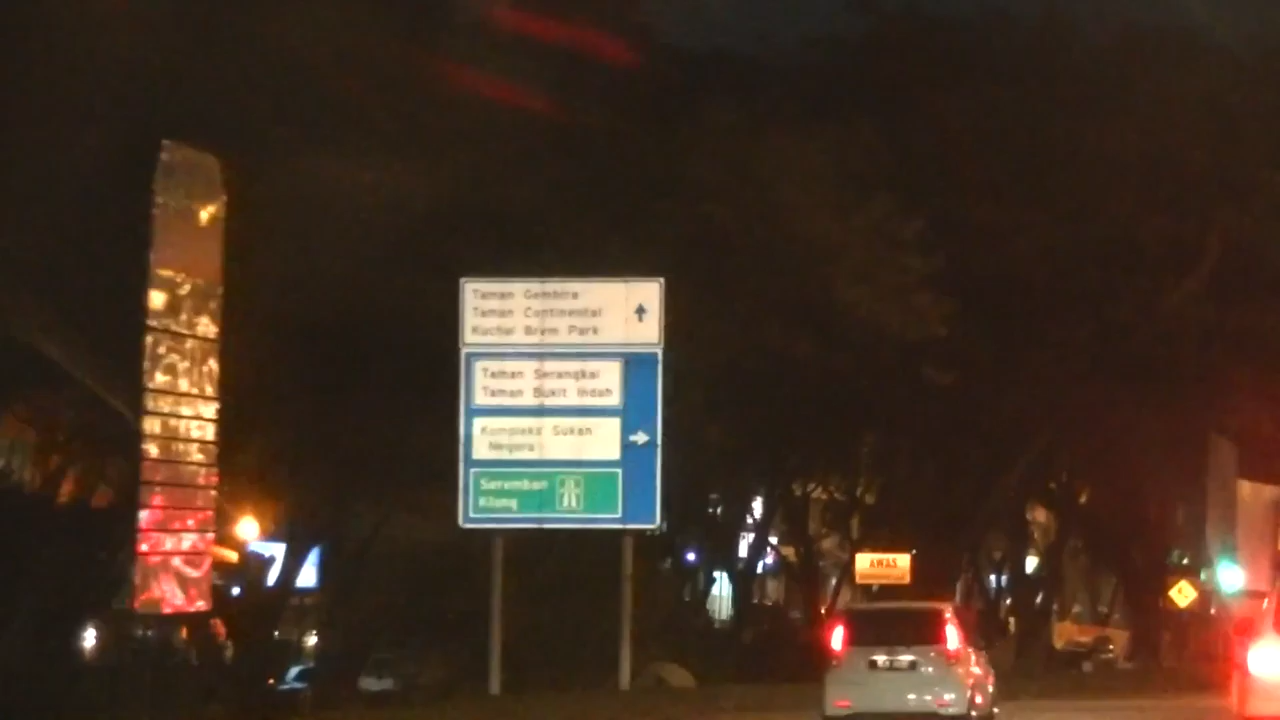 Taman Gembira
Taman Continental
Kuchai Brem Park
Taman Serangkai
Taman Bukit Indah
Kompleks Sukan
Negara
Seremban
Klang
AWAS